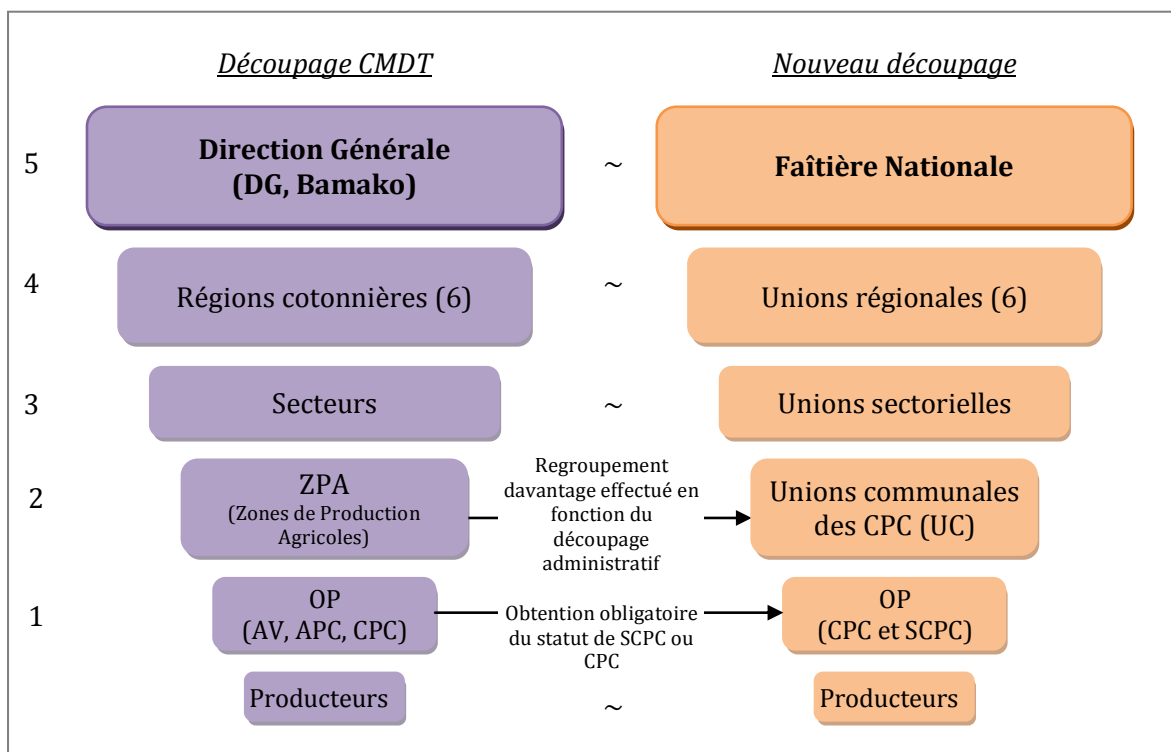 Découpage CMDT
Nouveau découpage
5
Direction Générale
(DG, Bamako)
~
Faîtière Nationale
4
Régions cotonnières (6)
~
Unions régionales (6)
3
Secteurs
~
Unions sectorielles
2
ZPA
(Zones de Production
Agricoles)
Regroupement
davantage effectué en
fonction du
découpage
administratif
Unions communales
des CPC (UC)
1
OP
(AV, APC, CPC)
Obtention obligatoire
du statut de SCPC ou
CPC
OP
(CPC et SCPC)
Producteurs
~
Producteurs